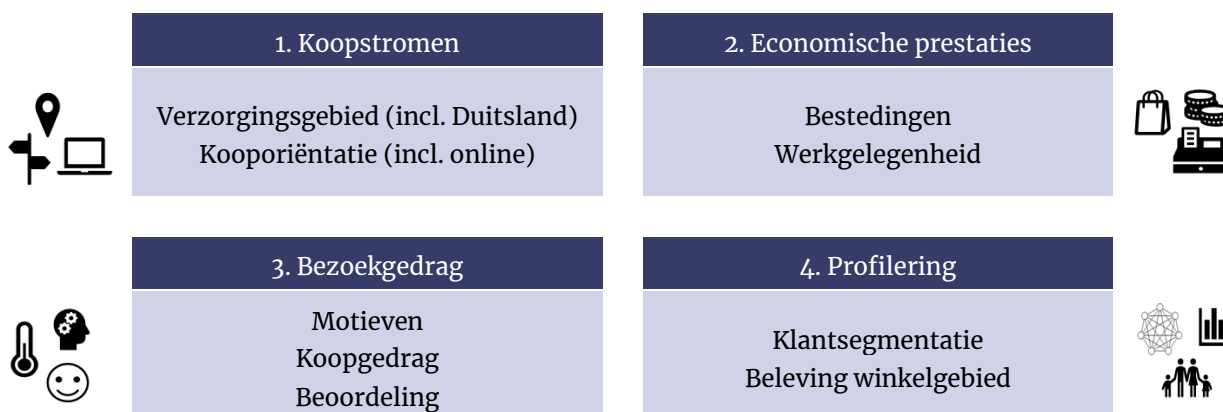 1. Koopstromen
Verzorgingsgebied (incl. Duitsland)
Kooporiëntatie (incl. online)
2. Economische prestaties
Bestedingen
Werkgelegenheid
3. Bezoekgedrag
Motieven
Koopgedrag
Beoordeling
4. Profilering
Klantsegmentatie
Beleving winkelgebied